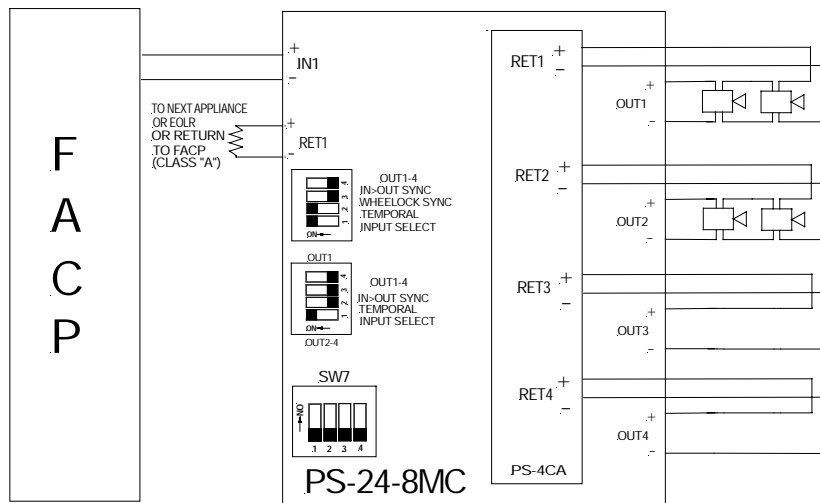 F
A
C
P
+
IN1
−
TO NEXT APPLIANCE
OR EOLR
OR RETURN
TO FACP
(CLASS "A")
+
RET1
−
4
3
2
1
ON
OUT1-4
IN>OUT SYNC
WHEELOCK SYNC
TEMPORAL
INPUT SELECT
OUT1
4
3
2
1
ON
OUT1-4
IN>OUT SYNC
TEMPORAL
INPUT SELECT
OUT2-4
SW7
ON
1 2 3 4
PS-24-8MC
RET1 +
−
RET2 +
−
RET3 +
−
RET4 +
−
PS-4CA
+
OUT1
−
+
OUT2
−
+
OUT3
−
+
OUT4
−